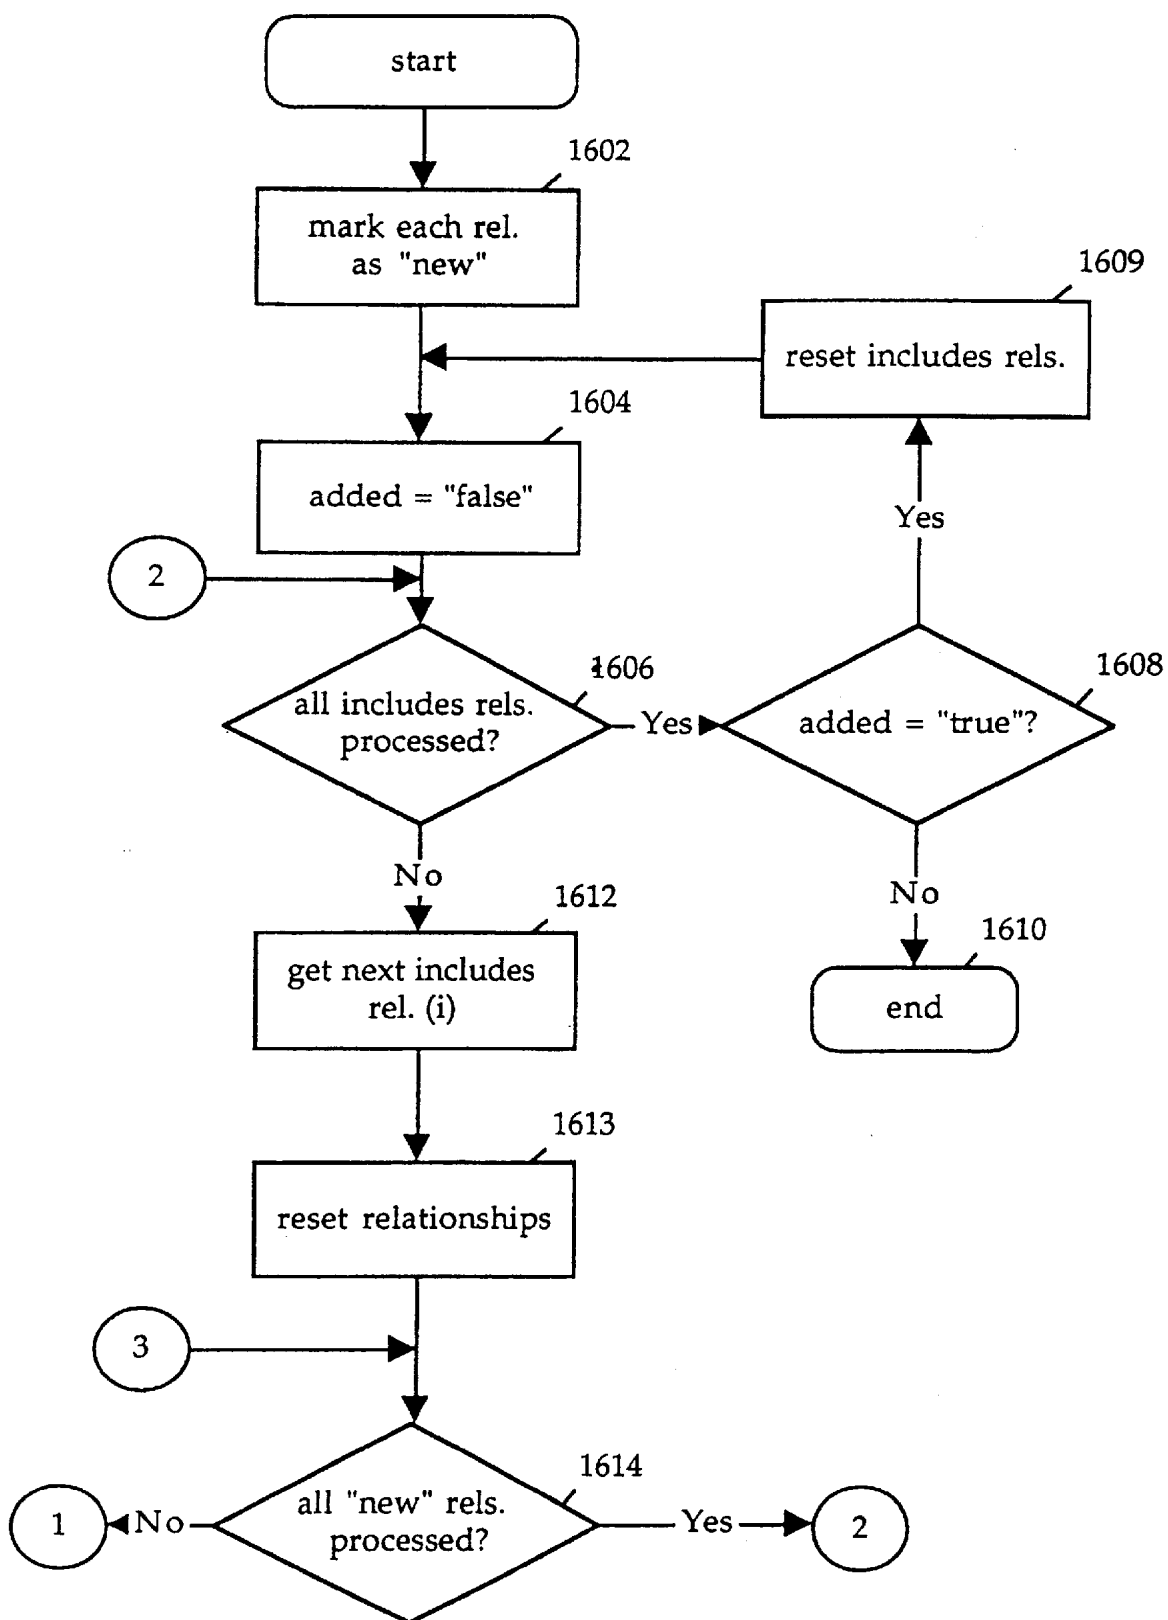 start
1602
mark each rel.
as "new"
1609
reset includes rels.
1604
added = "false"
Yes
2
1606
all includes rels.
processed?
Yes
1608
added = "true"?
No
1612
get next includes
rel. (i)
No
1610
end
1613
reset relationships
3
1614
all "new" rels.
processed?
1
No
Yes
2